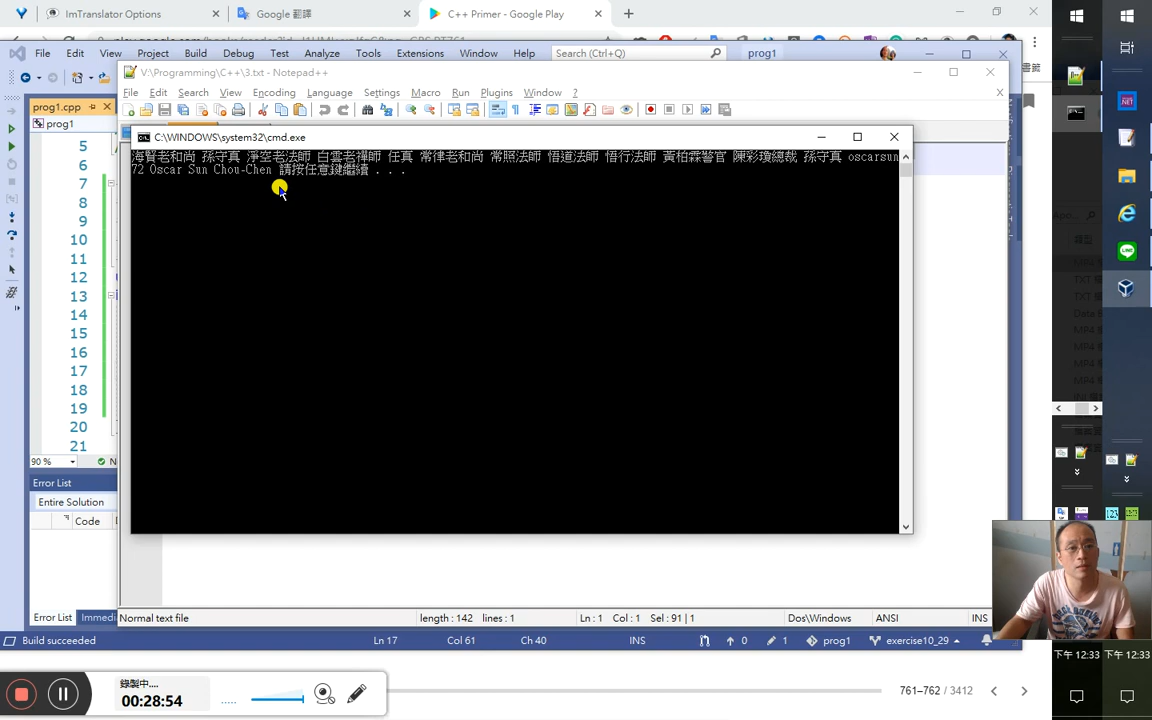 ImTranslator Options
Google 翻譯
C++ Primer - Google Play
File Edit View Project Build Debug Test Analyze Tools Extensions Window Help Search (Ctrl+Q) prog1
V:\Programming\C++\3.txt - Notepad++
File Edit Search View Encoding Language Settings Macro Run Plugins Window ? X
prog1.cpp
prog1
C:\WINDOWS\system32\cmd.exe
海賢老和尚 孫守真 淨空老法師 白雲老禪師 任真 常律老和尚 常照法師 悟道法師 悟行法師 黃柏霖警官 陳彩瓊總裁 孫守真 oscarsun
72 Oscar Sun Chou-Chen 請按任意鍵繼續 . . .
5
6
7
8
9
10
11
12
13
14
15
16
17
18
19
20
21
90 %
Error List
Entire Solution
Code
Error List Immedi
Normal text file length : 142 lines : 1 Ln : 1 Col : 1 Sel : 91 | 1 Dos\Windows ANSI INS
Build succeeded Ln 17 Col 61 Ch 40 INS 0 1 prog1 exercise10_29
下午 12:33 下午 12:33
錄製中....
00:28:54
761–762 / 3412